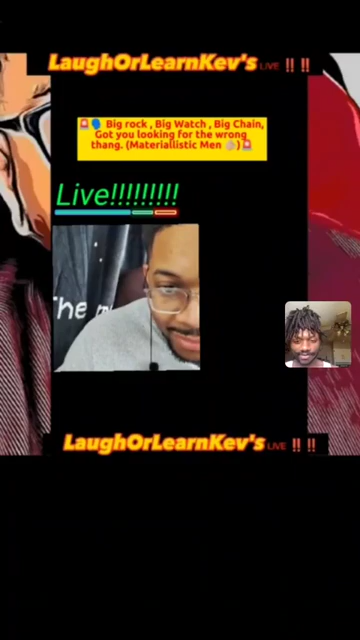 LaughOrLearnKev's LIVE ‼️ ‼️
🚨🗣️ Big rock , Big Watch , Big Chain,
Got you looking for the wrong
thang. (Materiallistic Men 🪨)🚨
Live!!!!!!!!!
The m
LaughOrLearnKev's LIVE ‼️ ‼️